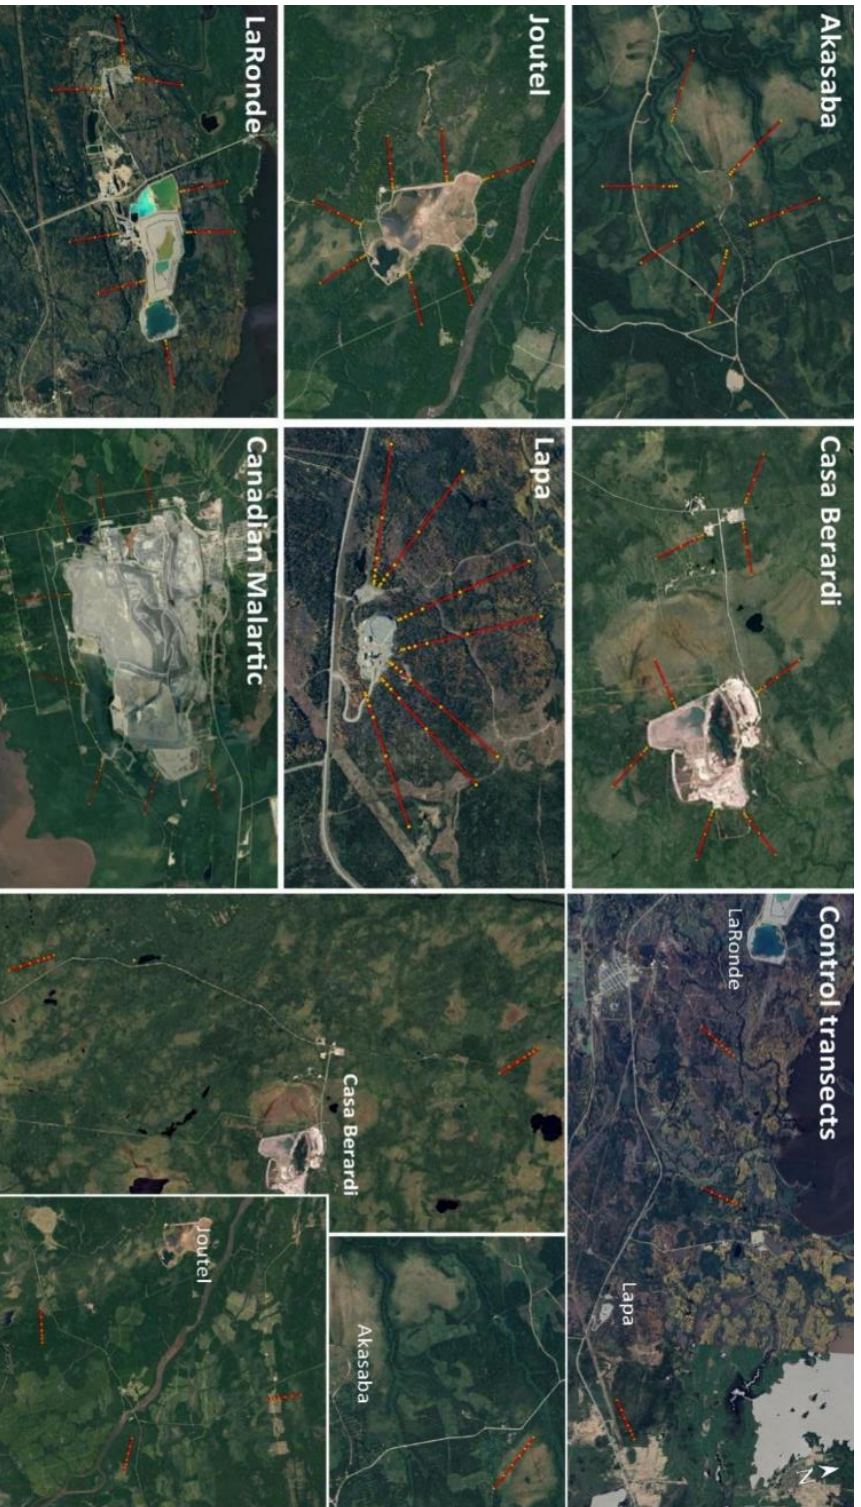 Akasaba
Joutel
LaRonde
Casa Berardi
Lapa
Canadian Malartic
Control transects
LaRonde
Lapa
Casa Berardi
Akasaba
Joutel
N